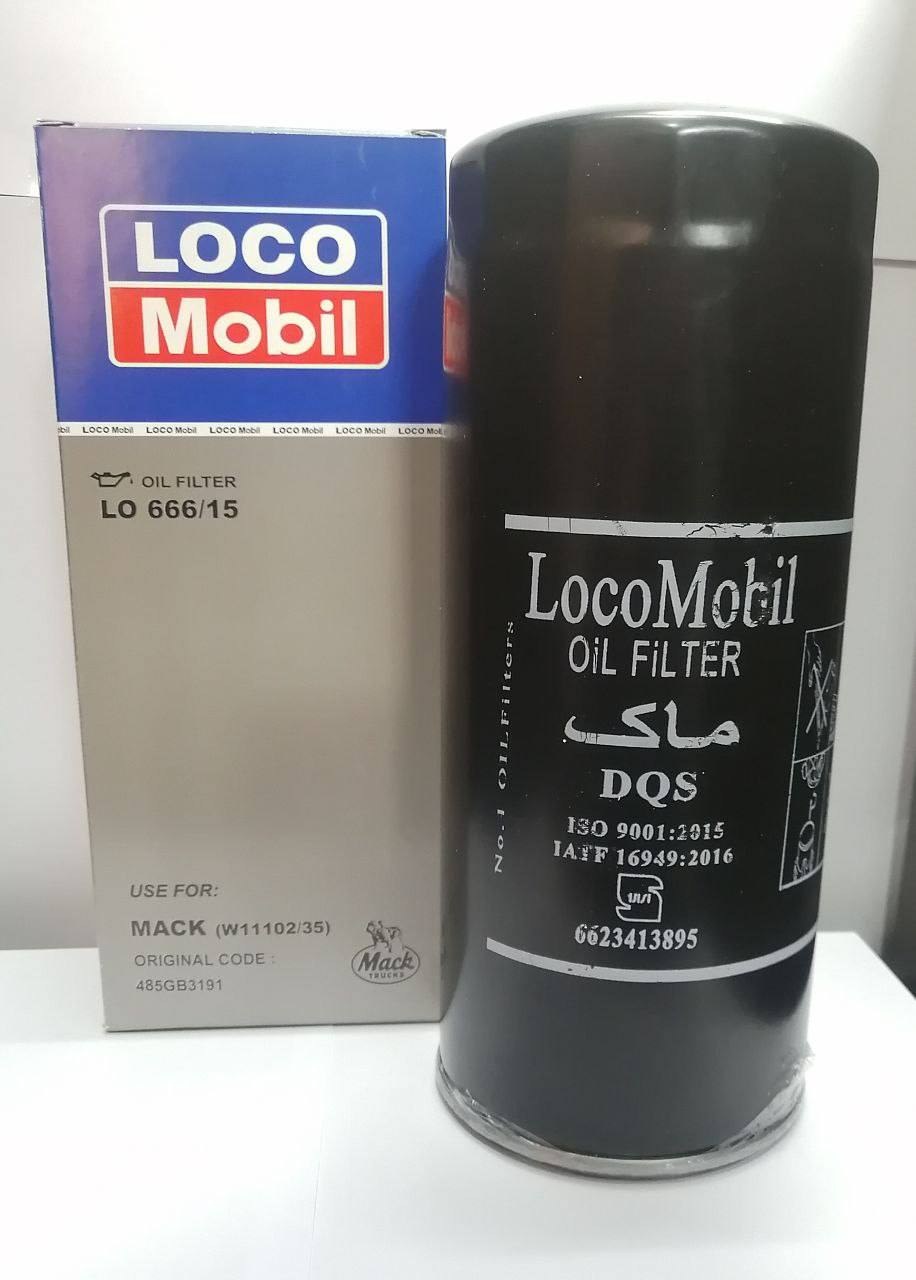 LOCO
Mobil
LOCO Mobil LOCO Mobil LOCO Mobil LOCO Mobil LOCO Mobil
OIL FILTER
LO 666/15
USE FOR:
MACK (W11102/35)
ORIGINAL CODE :
485GB3191
Mack
TRUCKS
LocoMobil
OiL FiLTER
ماک
DQS
ISO 9001:2015
IATF 16949:2016
6623413895
No.1 OILFilters